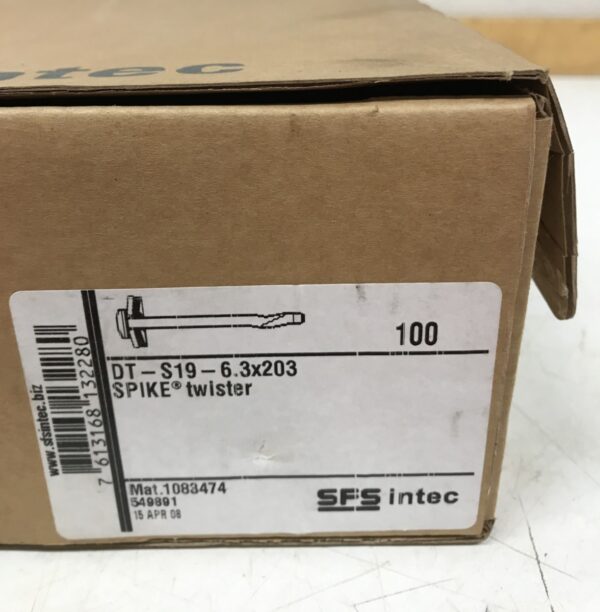 intec
100
DT-S19-6.3x203
SPIKE® twister
www.sfsintec.biz
7 613168 132280
Mat.1083474
549891
15 APR 08
SFS intec